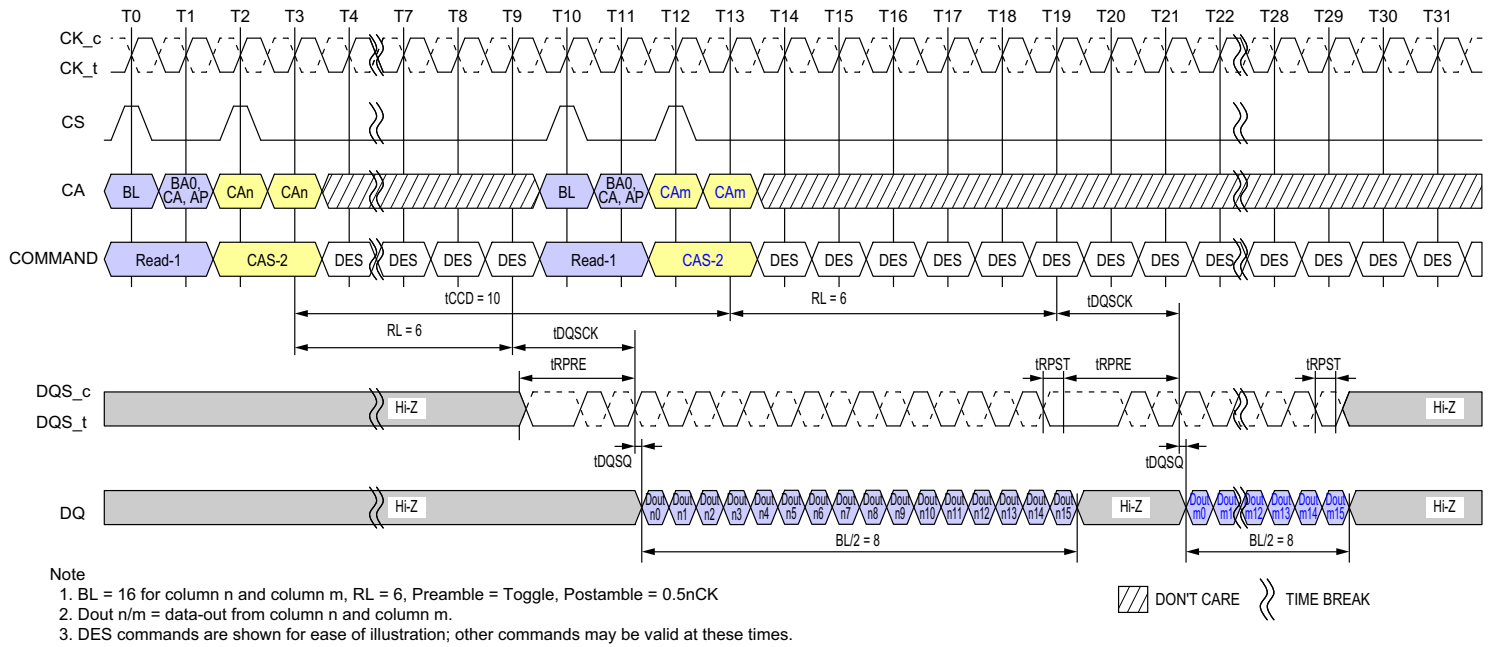 T0 T1 T2 T3 T4 T7 T8 T9 T10 T11 T12 T13 T14 T15 T16 T17 T18 T19 T20 T21 T22 T28 T29 T30 T31
CK_c
CK_t
CS
CA BL BA0, CA, AP CAn CAn BL BA0, CA, AP CAm CAm
COMMAND Read-1 CAS-2 DES DES DES DES Read-1 CAS-2 DES DES DES DES DES DES DES DES DES DES DES DES DES
tCCD = 10 RL = 6 tDQSCK
RL = 6 tDQSCK
tRPRE tRPST tRPRE tRPST
DQS_c
DQS_t
Hi-Z Hi-Z
tDQSQ tDQSQ
DQ Hi-Z Dout n0 Dout n1 Dout n2 Dout n3 Dout n4 Dout n5 Dout n6 Dout n7 Dout n8 Dout n9 Dout n10 Dout n11 Dout n12 Dout n13 Dout n14 Dout n15 Hi-Z Dout m0 Dout m1 Dout m12 Dout m13 Dout m14 Dout m15 Hi-Z
BL/2 = 8 BL/2 = 8
Note
1. BL = 16 for column n and column m, RL = 6, Preamble = Toggle, Postamble = 0.5nCK
2. Dout n/m = data-out from column n and column m.
3. DES commands are shown for ease of illustration; other commands may be valid at these times.
DON'T CARE TIME BREAK